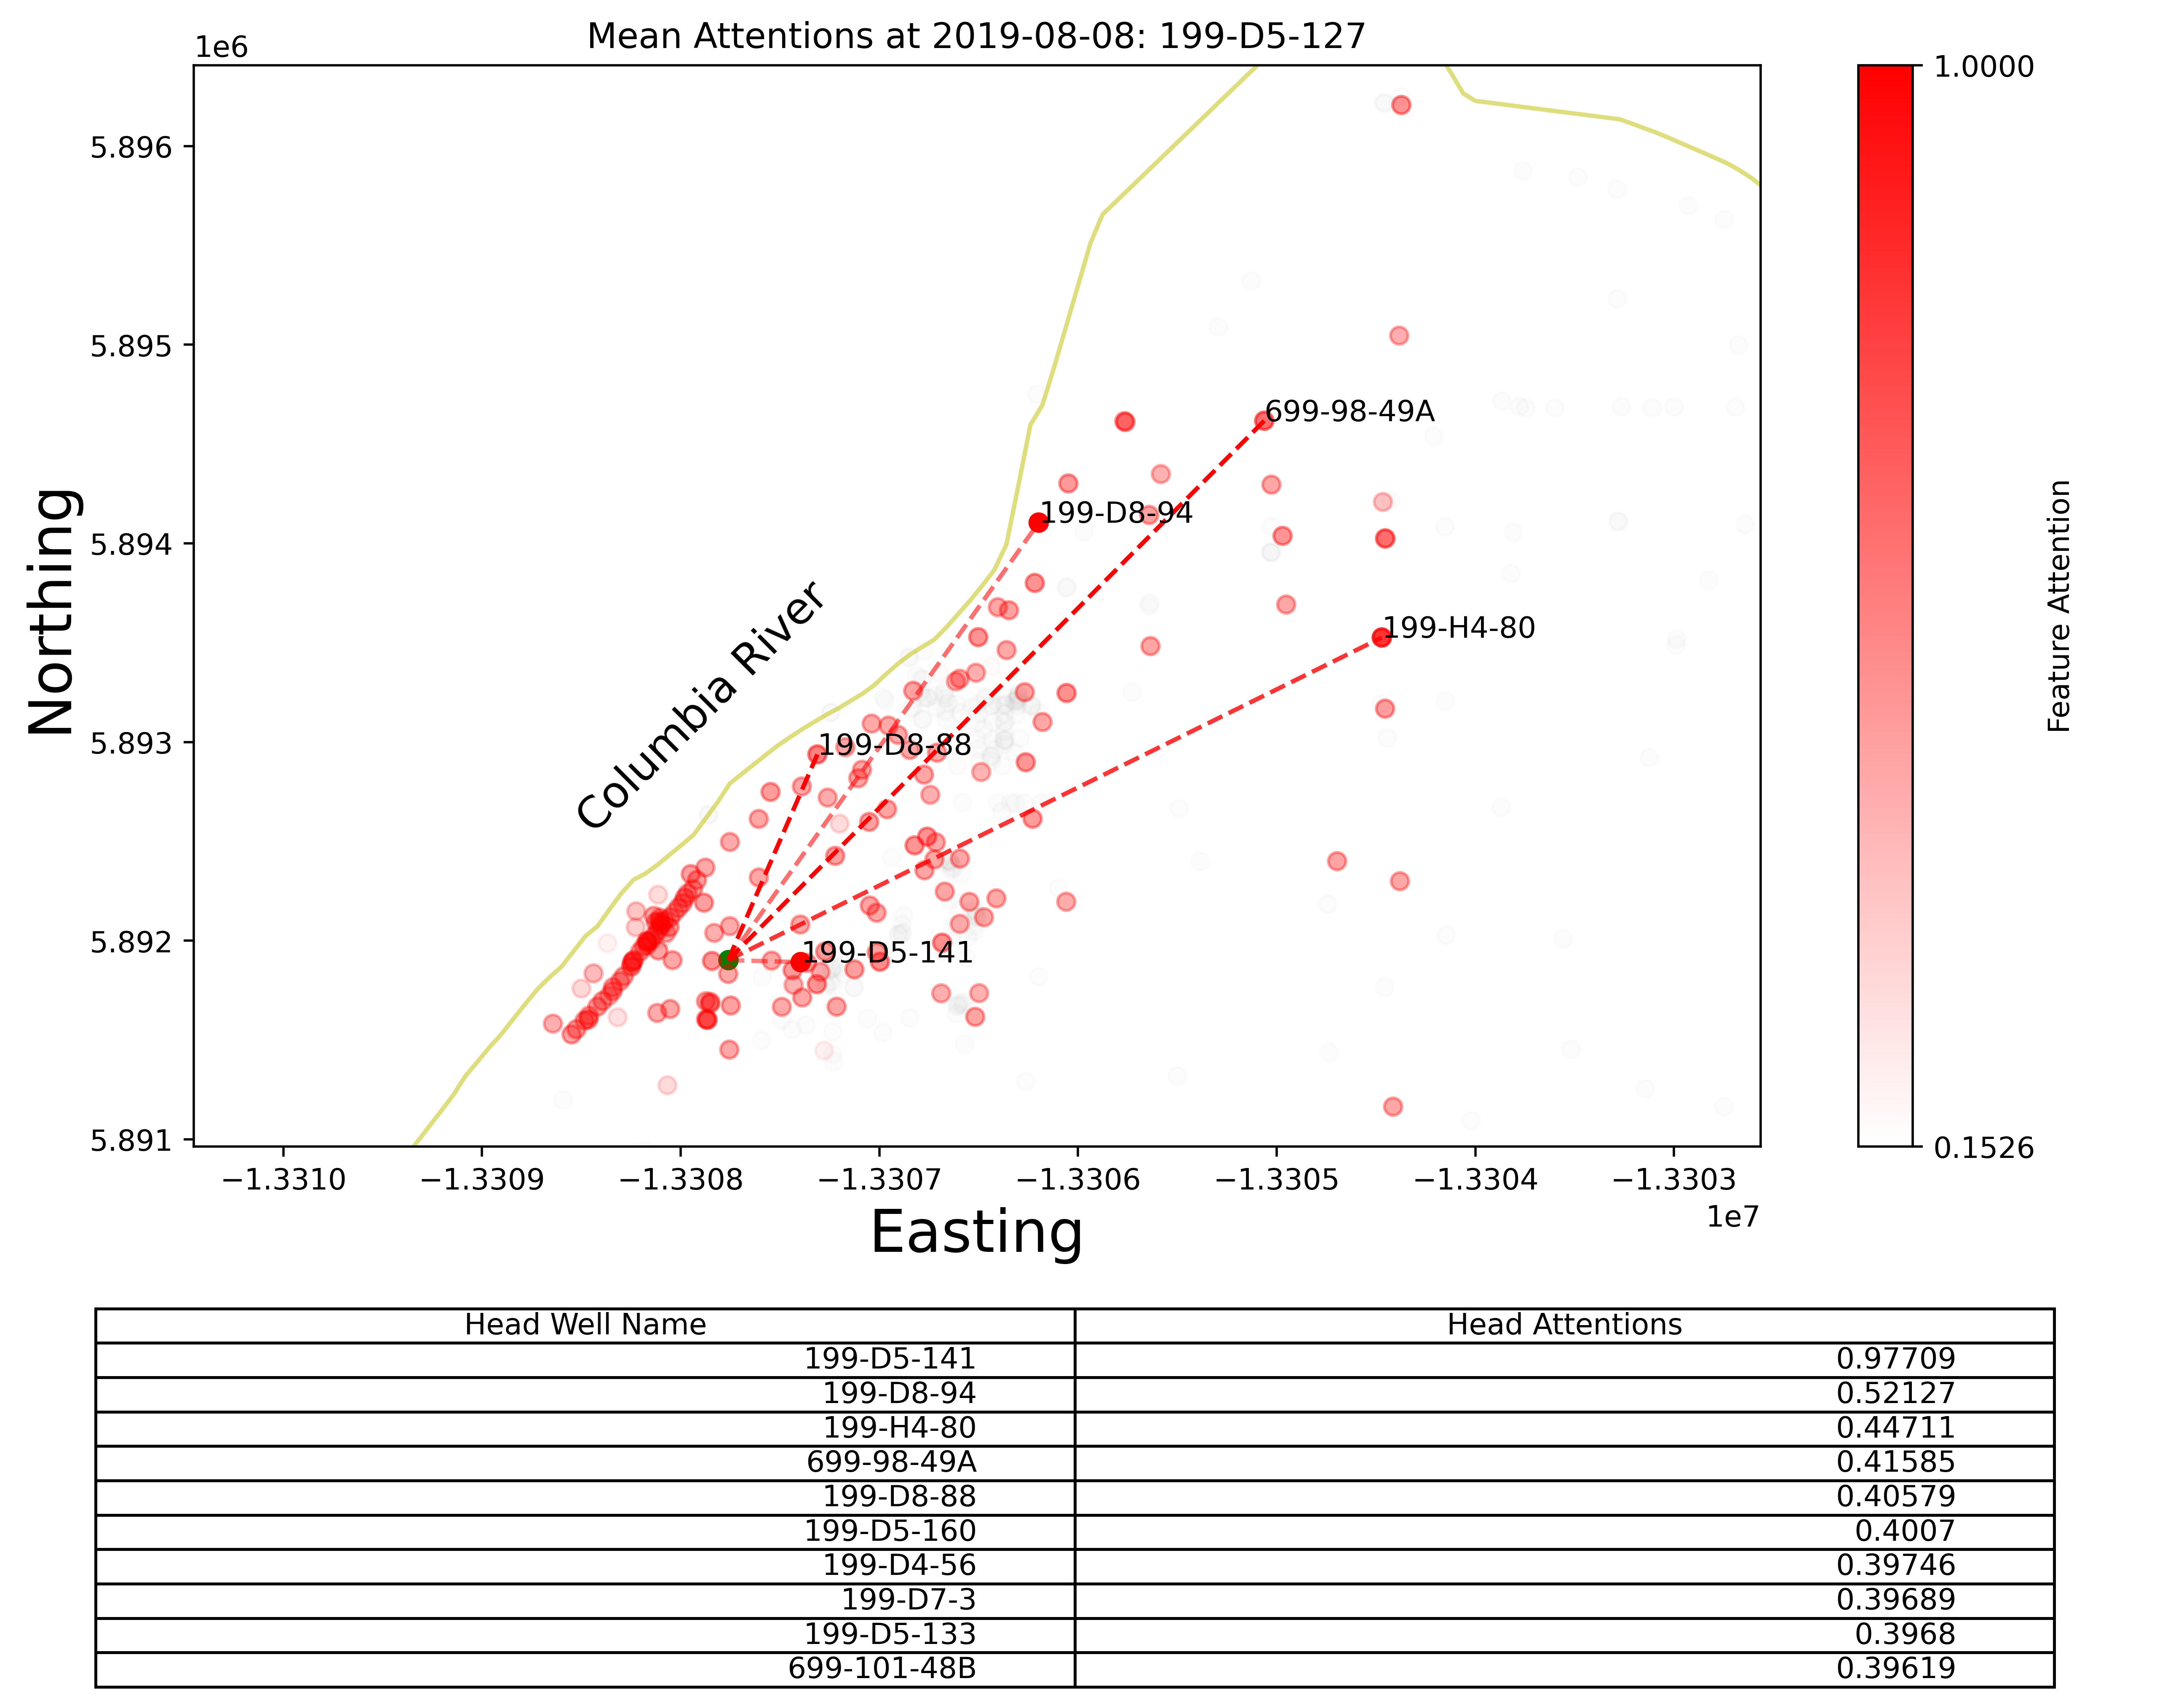 Mean Attentions at 2019-08-08: 199-D5-127
1e6
1.0000
5.896
5.895
5.894
5.893
5.892
5.891
Northing
Columbia River
699-98-49A
199-D8-94
199-H4-80
199-D8-88
199-D5-141
Feature Attention
0.1526
−1.3310 −1.3309 −1.3308 −1.3307 −1.3306 −1.3305 −1.3304 −1.3303
1e7
Easting
Head Well Name Head Attentions
199-D5-141 0.97709
199-D8-94 0.52127
199-H4-80 0.44711
699-98-49A 0.41585
199-D8-88 0.40579
199-D5-160 0.4007
199-D4-56 0.39746
199-D7-3 0.39689
199-D5-133 0.3968
699-101-48B 0.39619